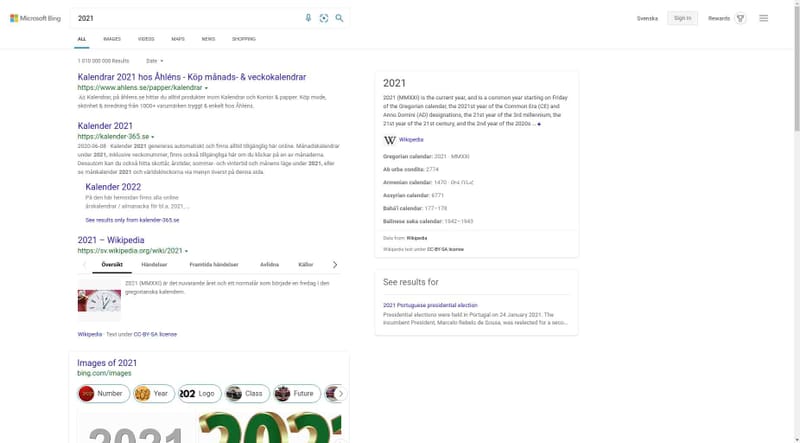 Microsoft Bing
2021
Svenska
Sign in
Rewards
ALL
IMAGES
VIDEOS
MAPS
NEWS
SHOPPING
1 010 000 000 Results
Date
Kalendrar 2021 hos Åhléns - Köp månads- & veckokalendrar
https://www.ahlens.se/papper/kalendrar
Ad Kalendrar, på åhlens.se hittar du alltid produkter inom Kalendrar och Kontor & papper. Köp mode,
skönhet & inredning från 1000+ varumärken tryggt & enkelt hos Åhléns.
Kalender 2021
https://kalender-365.se
2020-06-08 · Kalender 2021 genereras automatiskt och finns alltid tillgänglig här online. Månadskalendrar
under 2021, inklusive veckonummer, finns också tillgängliga här om du klickar på en av månaderna.
Dessutom kan du också hitta skottår, årstider, sommar- och vintertid och månens läge under 2021, eller
se månkalender 2021 och världsklockorna via menyn överst på denna sida.
Kalender 2022
På den här hemsidan finns alla online
årskalendrar / almanacka för bl.a. 2021, ...
See results only from kalender-365.se
2021 – Wikipedia
https://sv.wikipedia.org/wiki/2021
Översikt
Händelser
Framtida händelser
Avlidna
Källor
2021 (MMXXI) är det nuvarande året och ett normalår som började en fredag i den
gregorianska kalendern.
Wikipedia · Text under CC-BY-SA license
Images of 2021
bing.com/images
Number
Year
2021
Logo
Class
Future
2021
2021
2021
2021 (MMXXI) is the current year, and is a common year starting on Friday
of the Gregorian calendar, the 2021st year of the Common Era (CE) and
Anno Domini (AD) designations, the 21st year of the 3rd millennium, the
21st year of the 21st century, and the 2nd year of the 2020s ...
Wikipedia
Gregorian calendar: 2021 · MMXXI
Ab urbe condita: 2774
Armenian calendar: 1470 ·
Assyrian calendar: 6771
Bahá'í calendar: 177–178
Balinese saka calendar: 1942–1943
Data from: Wikipedia
Wikipedia text under CC-BY-SA license
See results for
2021 Portuguese presidential election
Presidential elections were held in Portugal on 24 January 2021. The
incumbent President, Marcelo Rebelo de Sousa, was reelected for a seco...